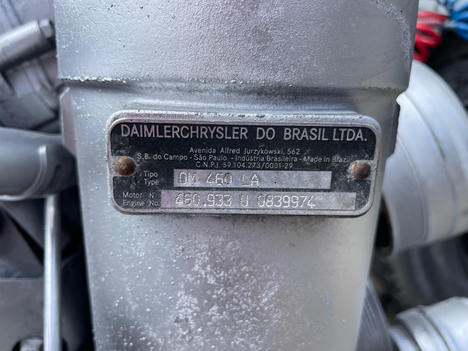 DAIMLERCHRYSLER DO BRASIL LTDA.
Avenida Alfred Jurzykowski, 562
S.B. do Campo - São Paulo - Indústria Brasileira - Made in Brazil
C.N.P.J. 59.104.273/0001-29
Tipo
Type OM 460 LA
Motor N.
Engine No. 460.933 U 0839974